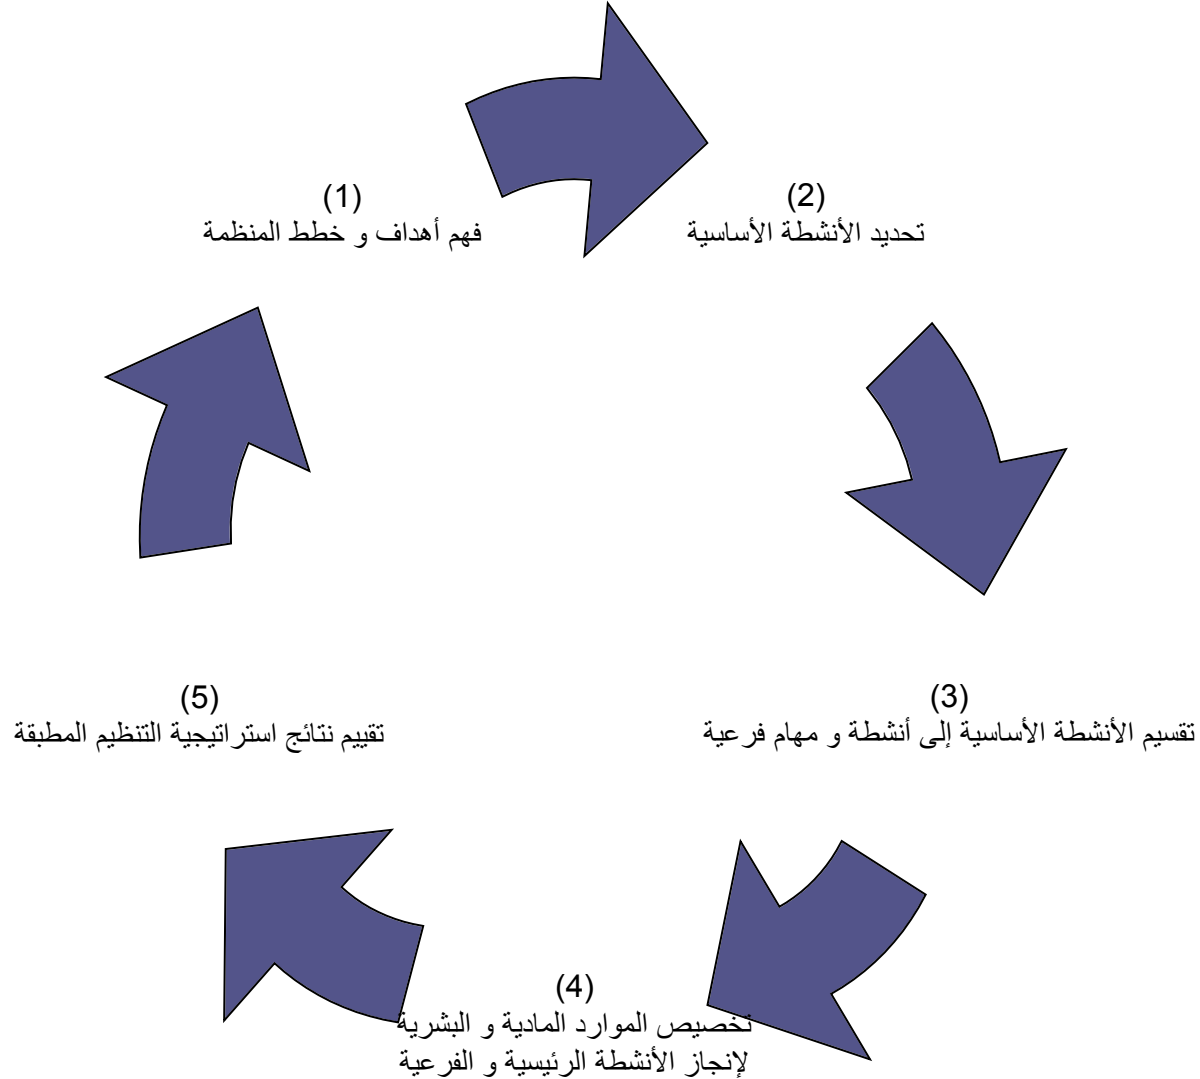 (1)
فهم أهداف و خطط المنظمة
(2)
تحديد الأنشطة الأساسية
(3)
تقسيم الأنشطة الأساسية إلى أنشطة و مهام فرعية
(4)
تخصيص الموارد المادية و البشرية
لإنجاز الأنشطة الرئيسية و الفرعية
(5)
تقييم نتائج استراتيجية التنظيم المطبقة